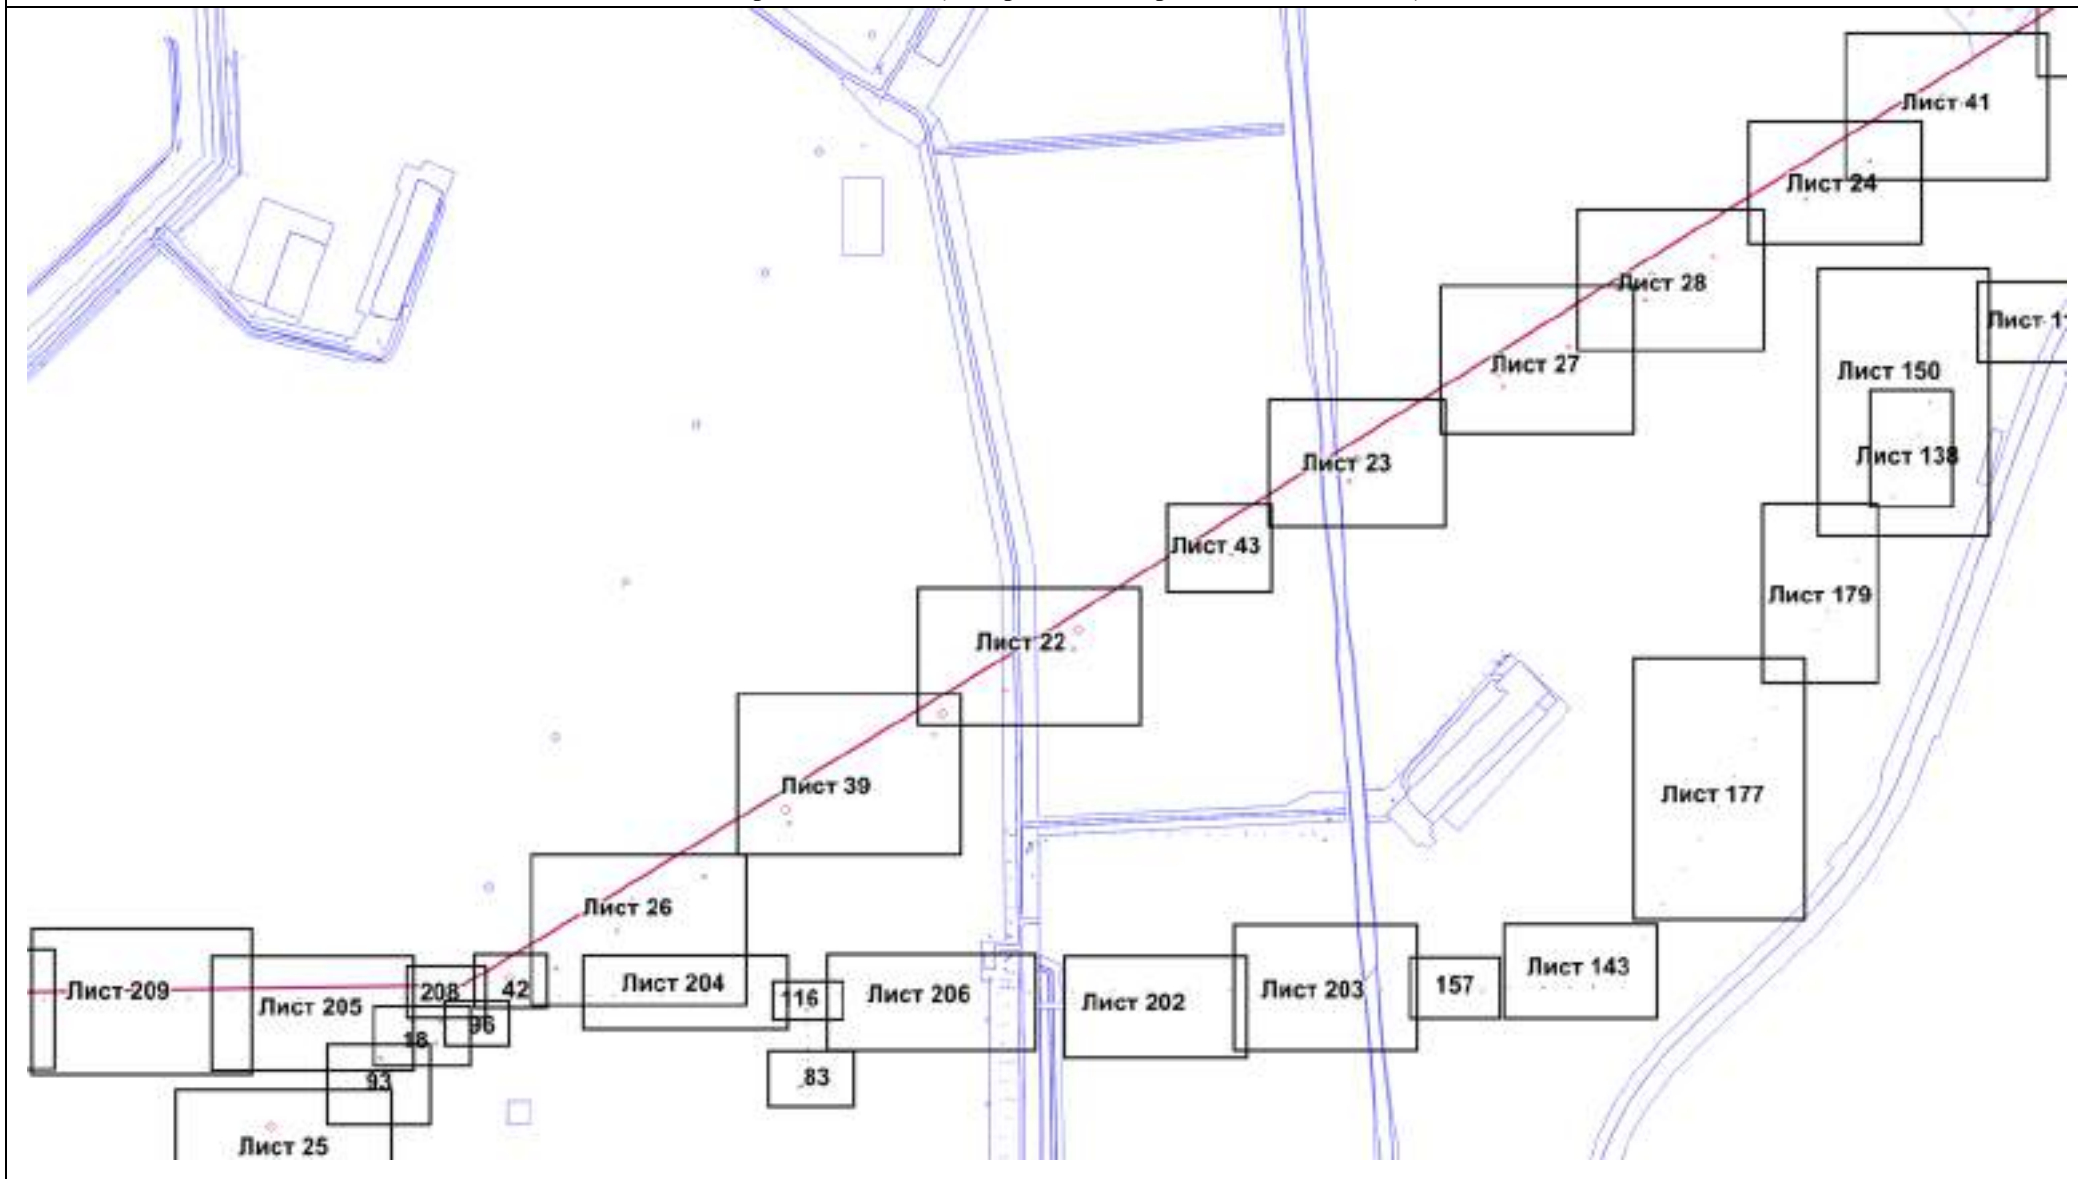 Лист 41
Лист 24
Лист 28
Лист 27
Лист 150
Лист 138
Лист 23
Лист 43
Лист 179
Лист 22
Лист 39
Лист 177
Лист 26
Лист 209
Лист 205
208
42
96
18
93
Лист 25
Лист 204
116
83
Лист 206
Лист 202
Лист 203
157
Лист 143